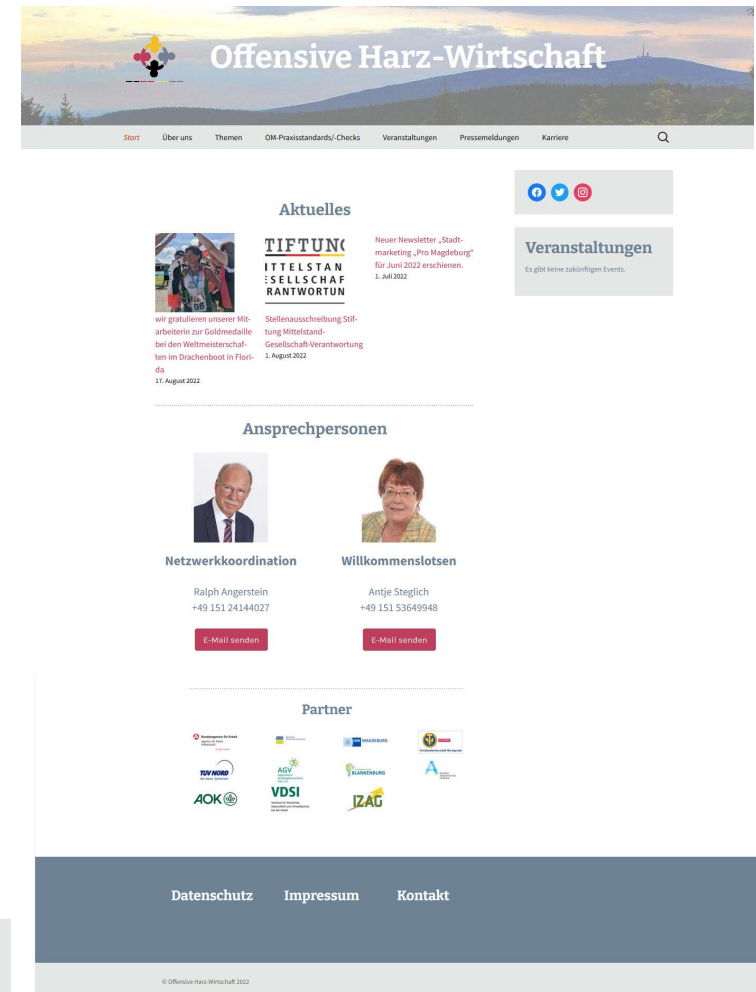 Offensive Harz-Wirtschaft
Start Über uns Themen OM-Praxisstandards/-Checks Veranstaltungen Pressemeldungen Karriere
Aktuelles
wir gratulieren unserer Mit-
arbeiterin zur Goldmedaille
bei den Weltmeisterschaf-
ten im Drachenboot in Flori-
da
17. August 2022
TIFTUN
ITTELSTAN
ESELLSCHAF
RANTWORTUN
Stellenausschreibung Stif-
tung Mittelstand-
Gesellschaft-Verantwortung
1. August 2022
Neuer Newsletter „Stadt-
marketing „Pro Magdeburg"
für Juni 2022 erschienen.
1. Juli 2022
Veranstaltungen
Es gibt keine zukünftigen Events.
Ansprechpersonen
Netzwerkkoordination
Ralph Angerstein
+49 151 24144027
E-Mail senden
Willkommenslotsen
Antje Steglich
+49 151 53649948
E-Mail senden
Partner
Bundesagentur für Arbeit
MAGDEBURG
TÜV NORD
AGV
BLANKENBURG
AOK
VDSI
IZAG
Datenschutz Impressum Kontakt
© Offensive Harz-Wirtschaft 2022